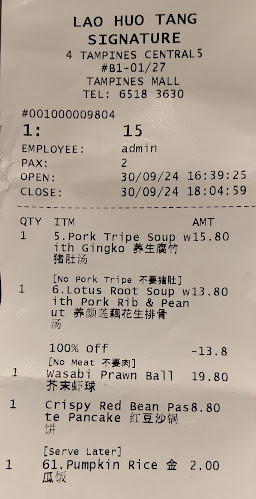 LAO HUO TANG
SIGNATURE
4 TAMPINES CENTRAL5
#B1-01/27
TAMPINES MALL
TEL: 6518 3630
#001000009804
1: 15
EMPLOYEE: admin
PAX: 2
OPEN: 30/09/24 16:39:25
CLOSE: 30/09/24 18:04:59
QTY ITM AMT
1 5.Pork Tripe Soup w15.80
ith Gingko 养生腐竹
猪肚汤
[No Pork Tripe 不要猪肚]
1 6.Lotus Root Soup w13.80
ith Pork Rib & Pean
ut 养颜莲藕花生排骨
汤
100% Off -13.8
[No Meat 不要肉]
1 Wasabi Prawn Ball 19.80
芥末虾球
1 Crispy Red Bean Pas8.80
te Pancake 红豆沙锅
饼
[Serve Later]
1 61.Pumpkin Rice 金 2.00
瓜饭